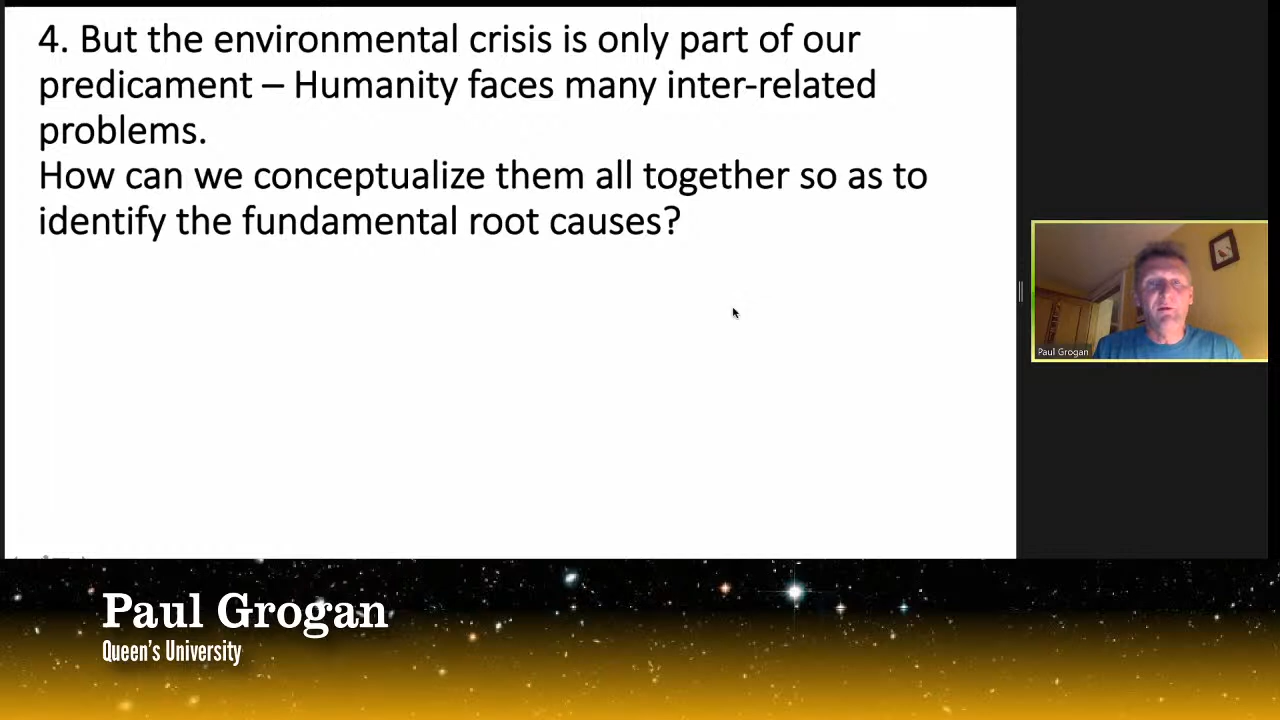 4. But the environmental crisis is only part of our
predicament – Humanity faces many inter-related
problems.
How can we conceptualize them all together so as to
identify the fundamental root causes?
Paul Grogan
Paul Grogan
Queen's University